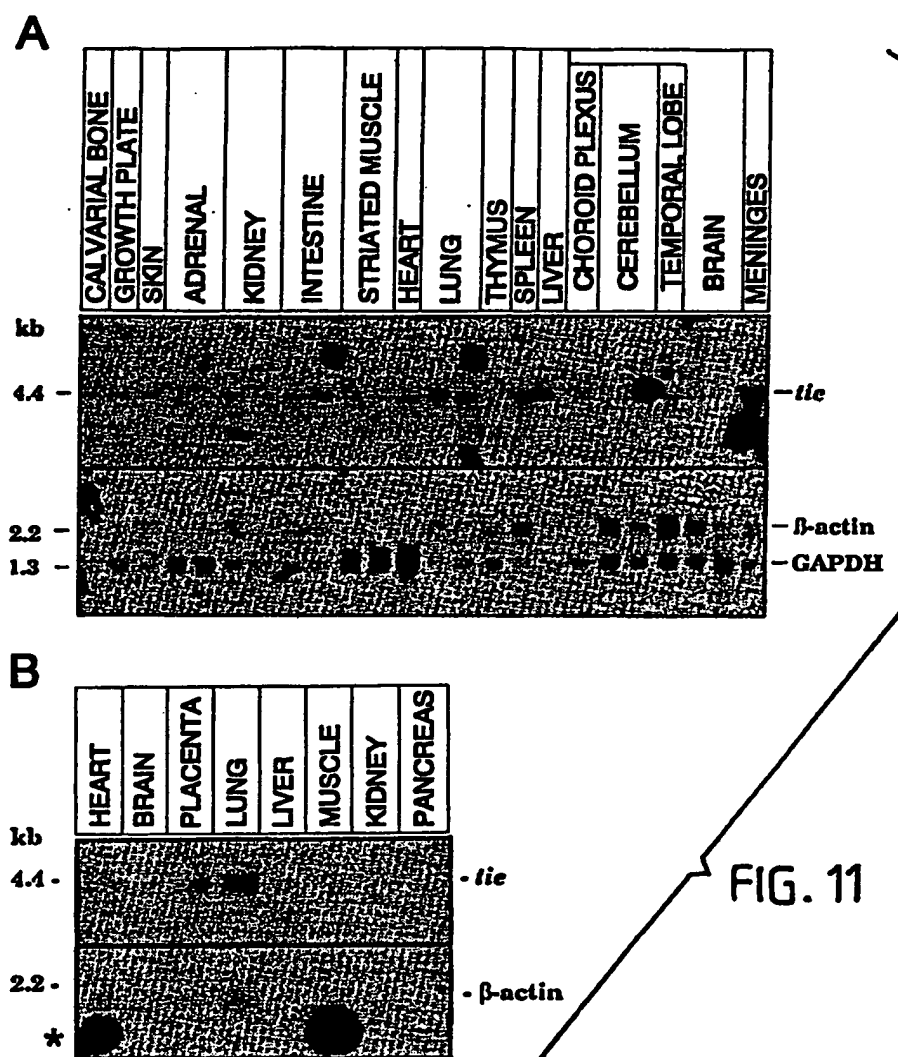 A
CALVARIAL BONE
GROWTH PLATE
SKIN
ADRENAL
KIDNEY
INTESTINE
STRIATED MUSCLE
HEART
LUNG
THYMUS
SPLEEN
LIVER
CHOROID PLEXUS
CEREBELLUM
TEMPORAL LOBE
BRAIN
MENINGES
kb
4.4 – – tie
2.2 – – ß-actin
1.3 – – GAPDH
B
HEART
BRAIN
PLACENTA
LUNG
LIVER
MUSCLE
KIDNEY
PANCREAS
kb
4.4 - - tie
2.2 - - β-actin
*
FIG. 11